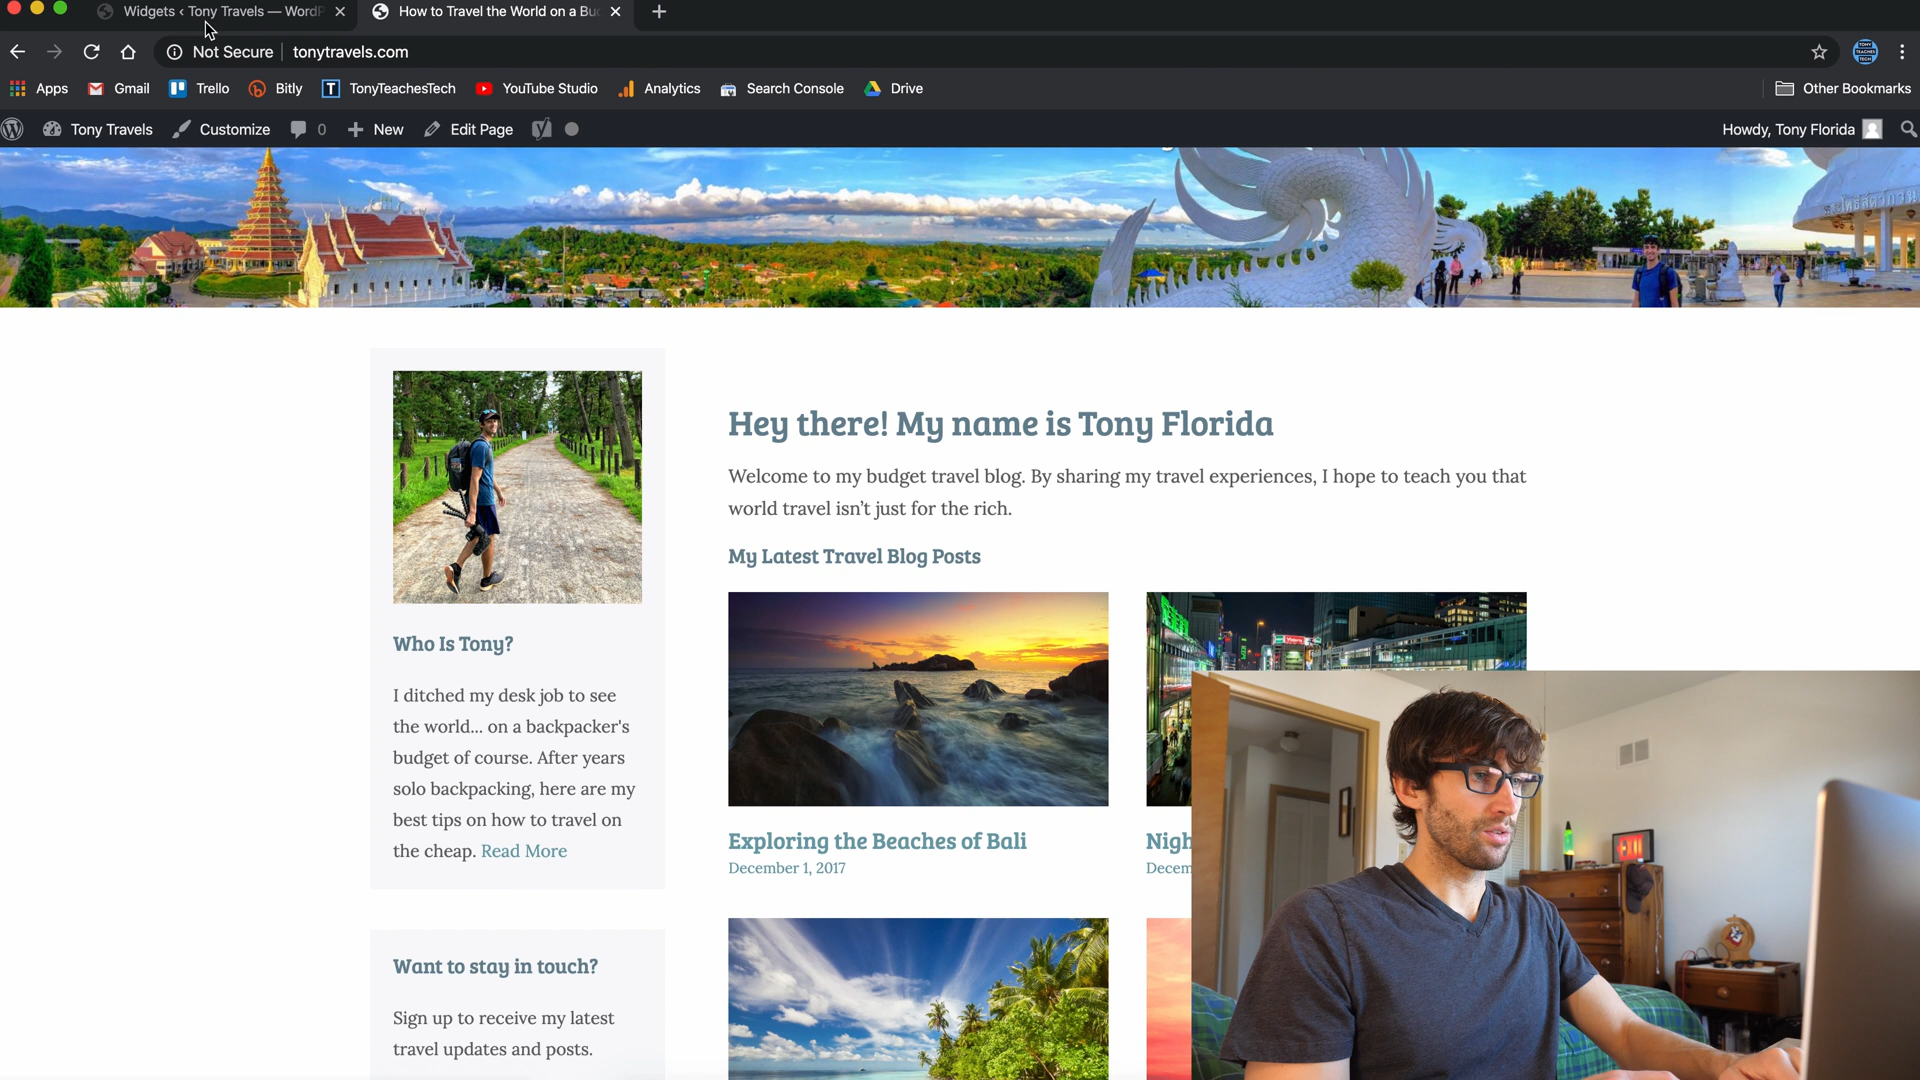 Widgets ‹ Tony Travels — WordP
How to Travel the World on a Bu
Not Secure
tonytravels.com
Apps
Gmail
Trello
Bitly
TonyTeachesTech
YouTube Studio
Analytics
Search Console
Drive
Other Bookmarks
Tony Travels
Customize
0
New
Edit Page
Howdy, Tony Florida
Who Is Tony?
I ditched my desk job to see
the world... on a backpacker's
budget of course. After years
solo backpacking, here are my
best tips on how to travel on
the cheap. Read More
Want to stay in touch?
Sign up to receive my latest
travel updates and posts.
Hey there! My name is Tony Florida
Welcome to my budget travel blog. By sharing my travel experiences, I hope to teach you that
world travel isn't just for the rich.
My Latest Travel Blog Posts
Exploring the Beaches of Bali
December 1, 2017
Nigh
Decem